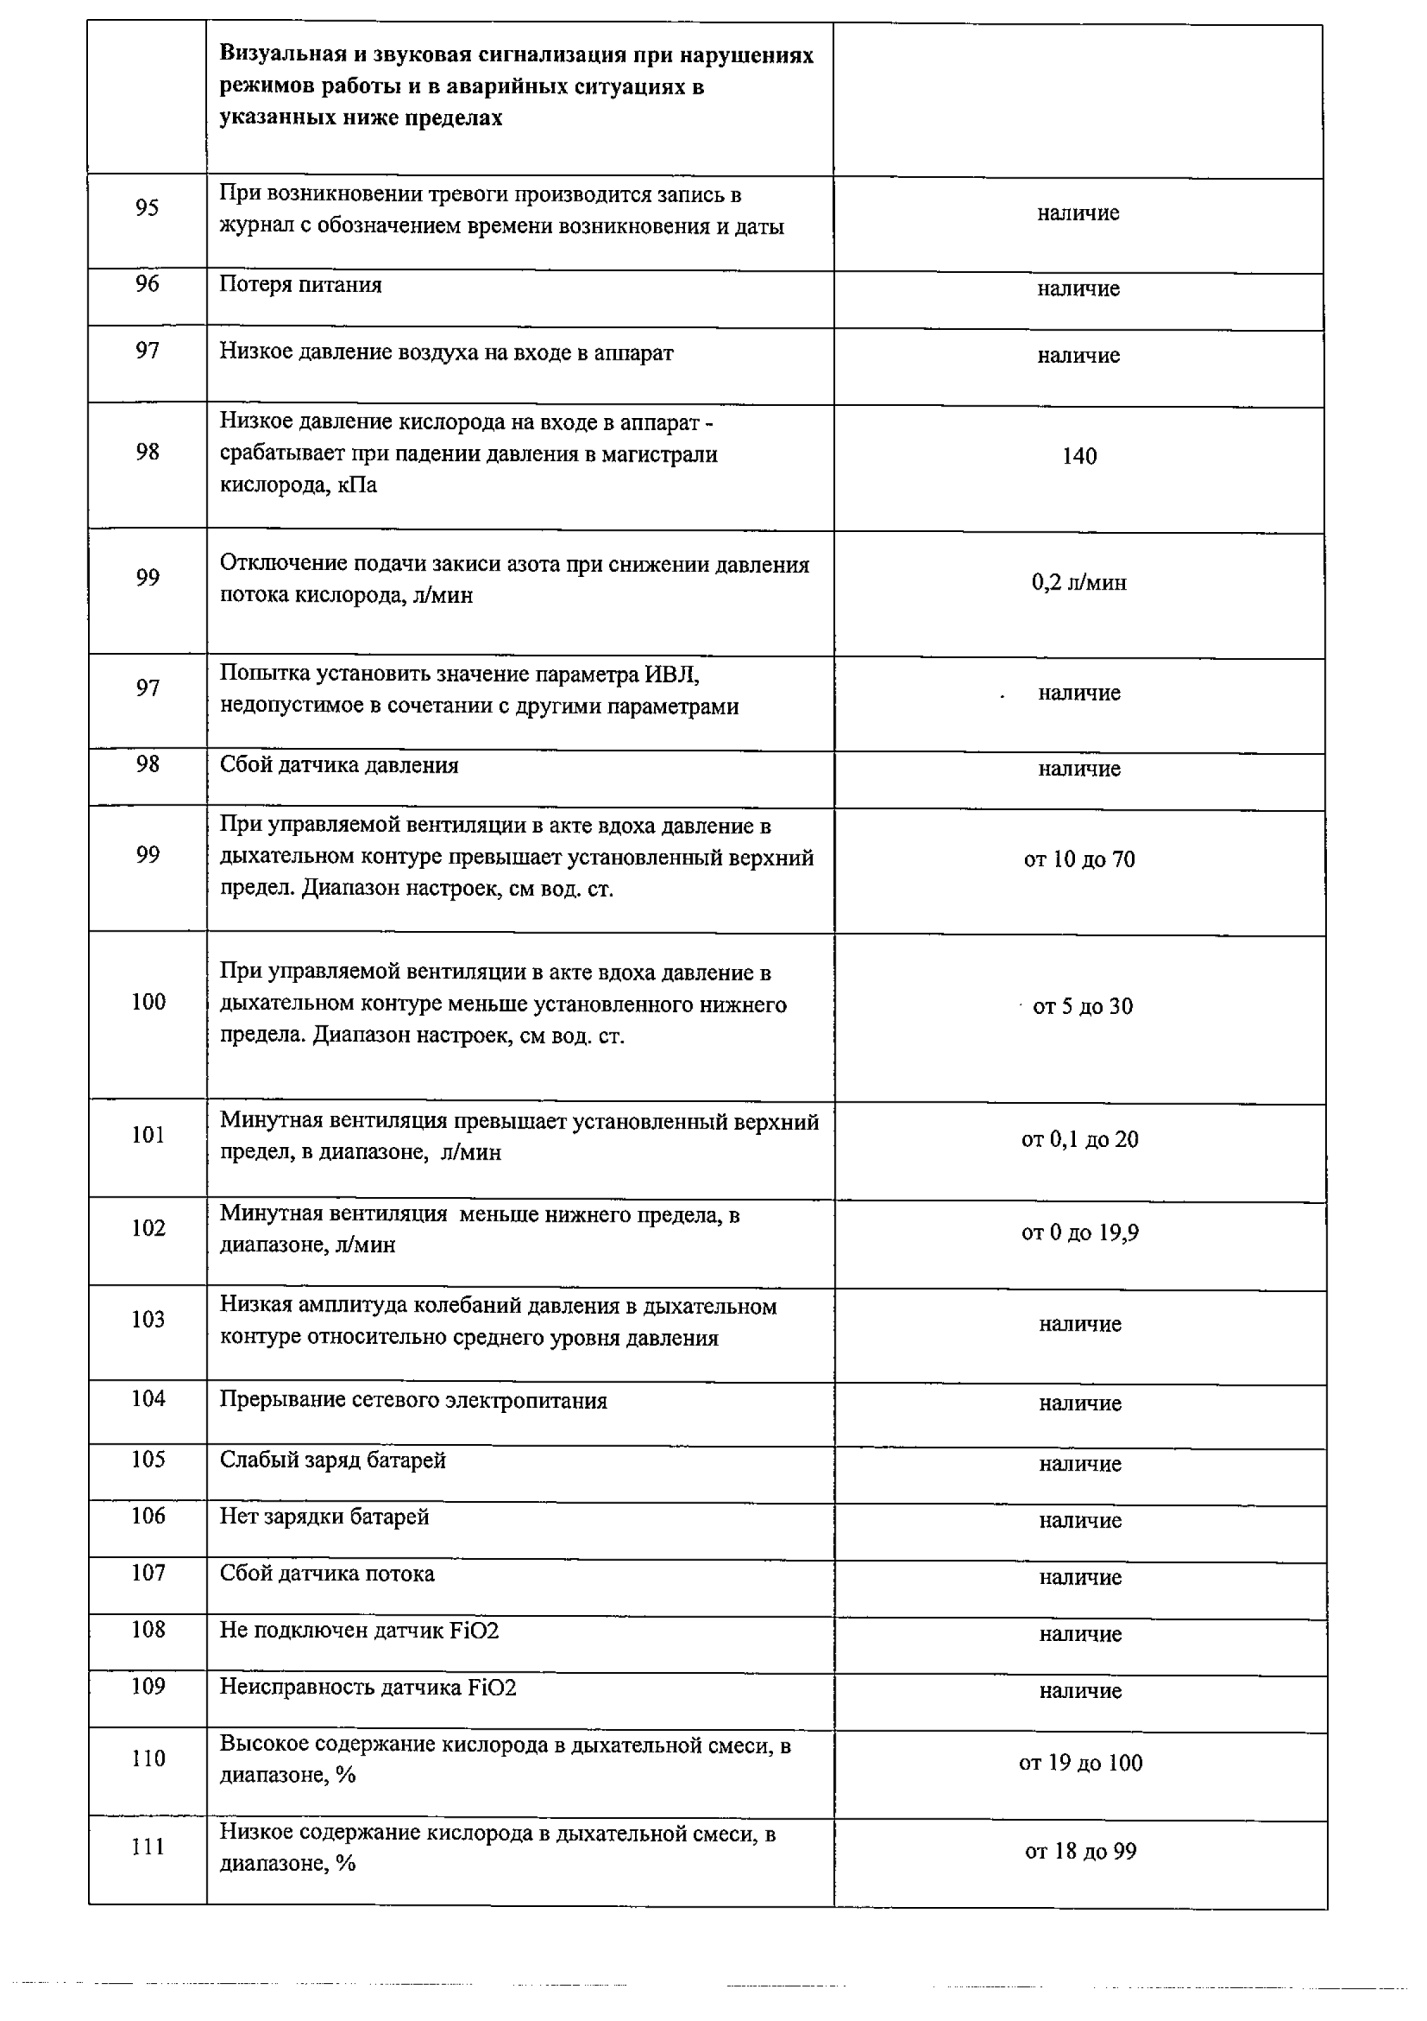 Визуальная и звуковая сигнализация при нарушениях
режимов работы и в аварийных ситуациях в
указанных ниже пределах
95
При возникновении тревоги производится запись в
журнал с обозначением времени возникновения и даты
наличие
96
Потеря питания
наличие
97
Низкое давление воздуха на входе в аппарат
наличие
98
Низкое давление кислорода на входе в аппарат -
срабатывает при падении давления в магистрали
кислорода, кПа
140
99
Отключение подачи закиси азота при снижении давления
потока кислорода, л/мин
0,2 л/мин
97
Попытка установить значение параметра ИВЛ,
недопустимое в сочетании с другими параметрами
наличие
98
Сбой датчика давления
наличие
99
При управляемой вентиляции в акте вдоха давление в
дыхательном контуре превышает установленный верхний
предел. Диапазон настроек, см вод. ст.
от 10 до 70
100
При управляемой вентиляции в акте вдоха давление в
дыхательном контуре меньше установленного нижнего
предела. Диапазон настроек, см вод. ст.
от 5 до 30
101
Минутная вентиляция превышает установленный верхний
предел, в диапазоне, л/мин
от 0,1 до 20
102
Минутная вентиляция меньше нижнего предела, в
диапазоне, л/мин
от 0 до 19,9
103
Низкая амплитуда колебаний давления в дыхательном
контуре относительно среднего уровня давления
наличие
104
Прерывание сетевого электропитания
наличие
105
Слабый заряд батарей
наличие
106
Нет зарядки батарей
наличие
107
Сбой датчика потока
наличие
108
Не подключен датчик FiO2
наличие
109
Неисправность датчика FiO2
наличие
110
Высокое содержание кислорода в дыхательной смеси, в
диапазоне, %
от 19 до 100
111
Низкое содержание кислорода в дыхательной смеси, в
диапазоне, %
от 18 до 99